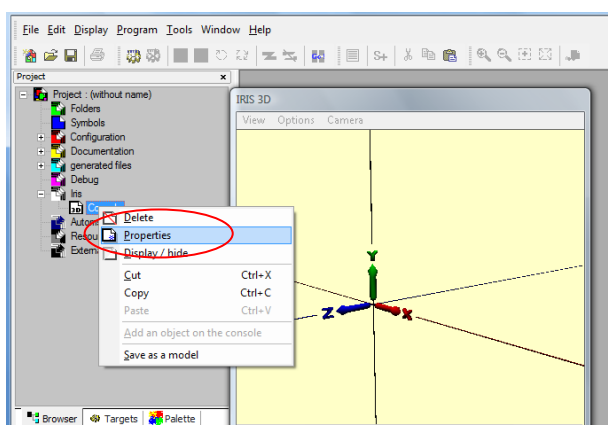 File Edit Display Program Tools Window Help
Project x
Project : (without name)
Folders
Symbols
Configuration
Documentation
generated files
Debug
Iris
3D
Delete
Properties
Display / hide
Cut Ctrl+X
Copy Ctrl+C
Paste Ctrl+V
Add an object on the console
Save as a model
Browser Targets Palette
IRIS 3D
View Options Camera
Y
Z X